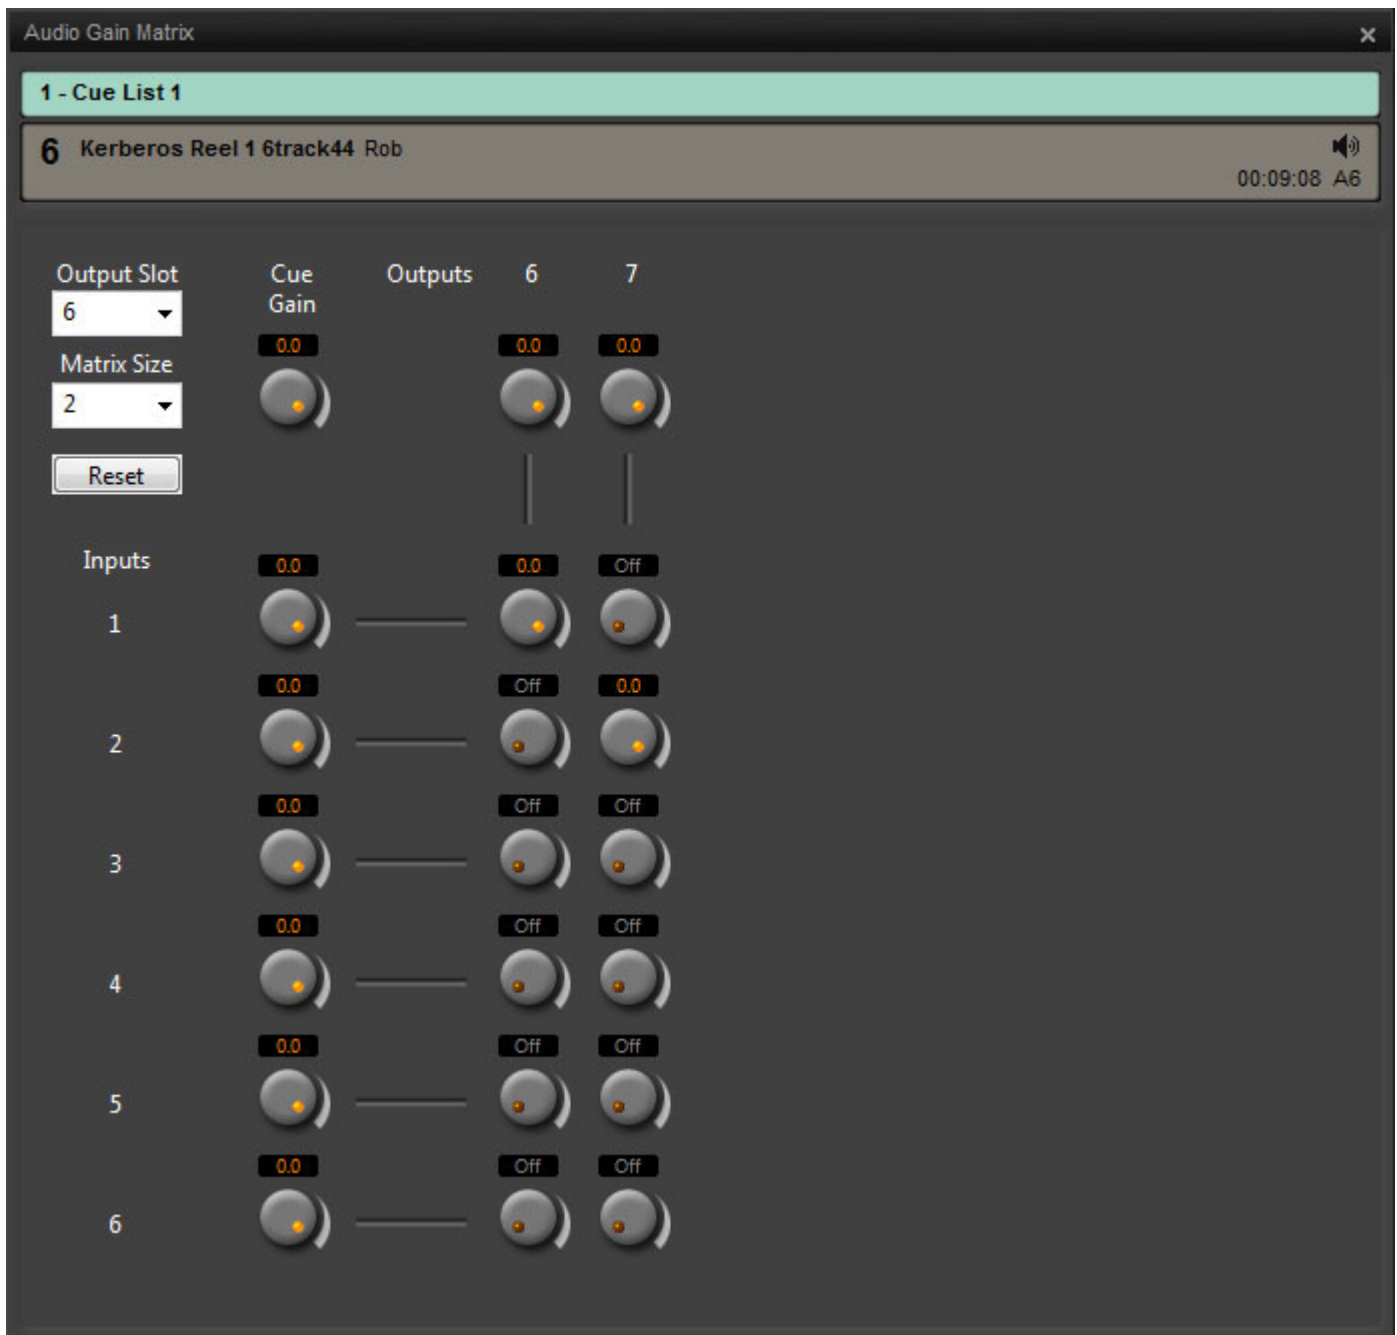 Audio Gain Matrix
1 - Cue List 1
6 Kerberos Reel 1 6track44 Rob
00:09:08 A6
Output Slot Cue Outputs 6 7
Gain
6
0.0 0.0 0.0
Matrix Size
2
Reset
Inputs 0.0 0.0 Off
1
0.0 Off 0.0
2
0.0 Off Off
3
0.0 Off Off
4
0.0 Off Off
5
0.0 Off Off
6